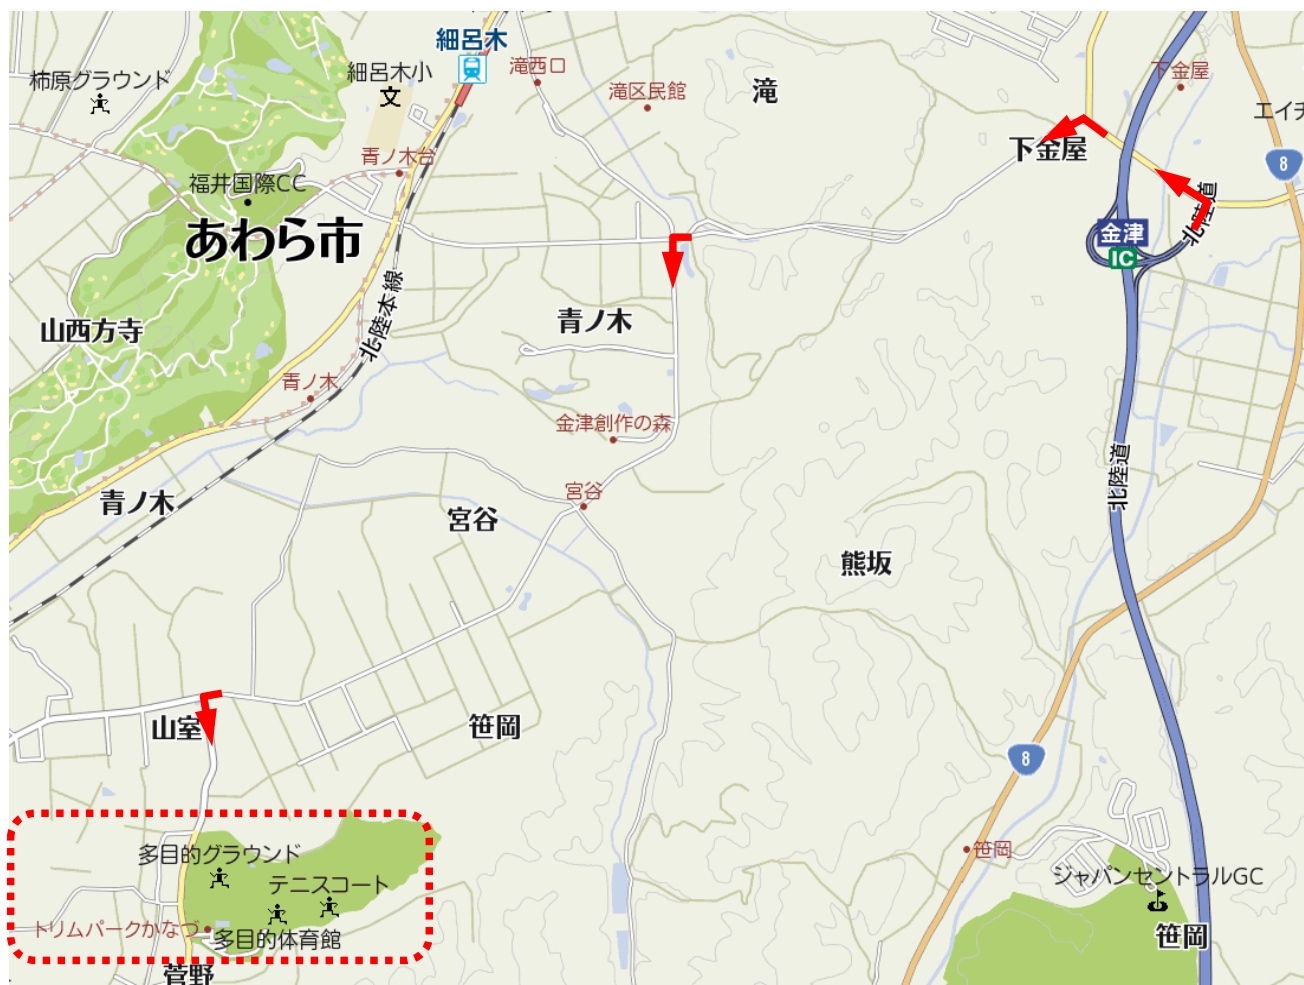 細呂木
細呂木小
文
柿原グラウンド
滝西口
滝区民館
滝
下金屋
エイチ
下金屋
8
青ノ木台
福井国際CC
あわら市
北陸道
金津
IC
北陸本線
山西方寺
青ノ木
青ノ木
金津創作の森
北陸道
青ノ木
宮谷
宮谷
熊坂
山室
笹岡
8
笹岡
ジャパンセントラルGC
笹岡
多目的グラウンド
テニスコート
トリムパークかなづ
多目的体育館
菅野